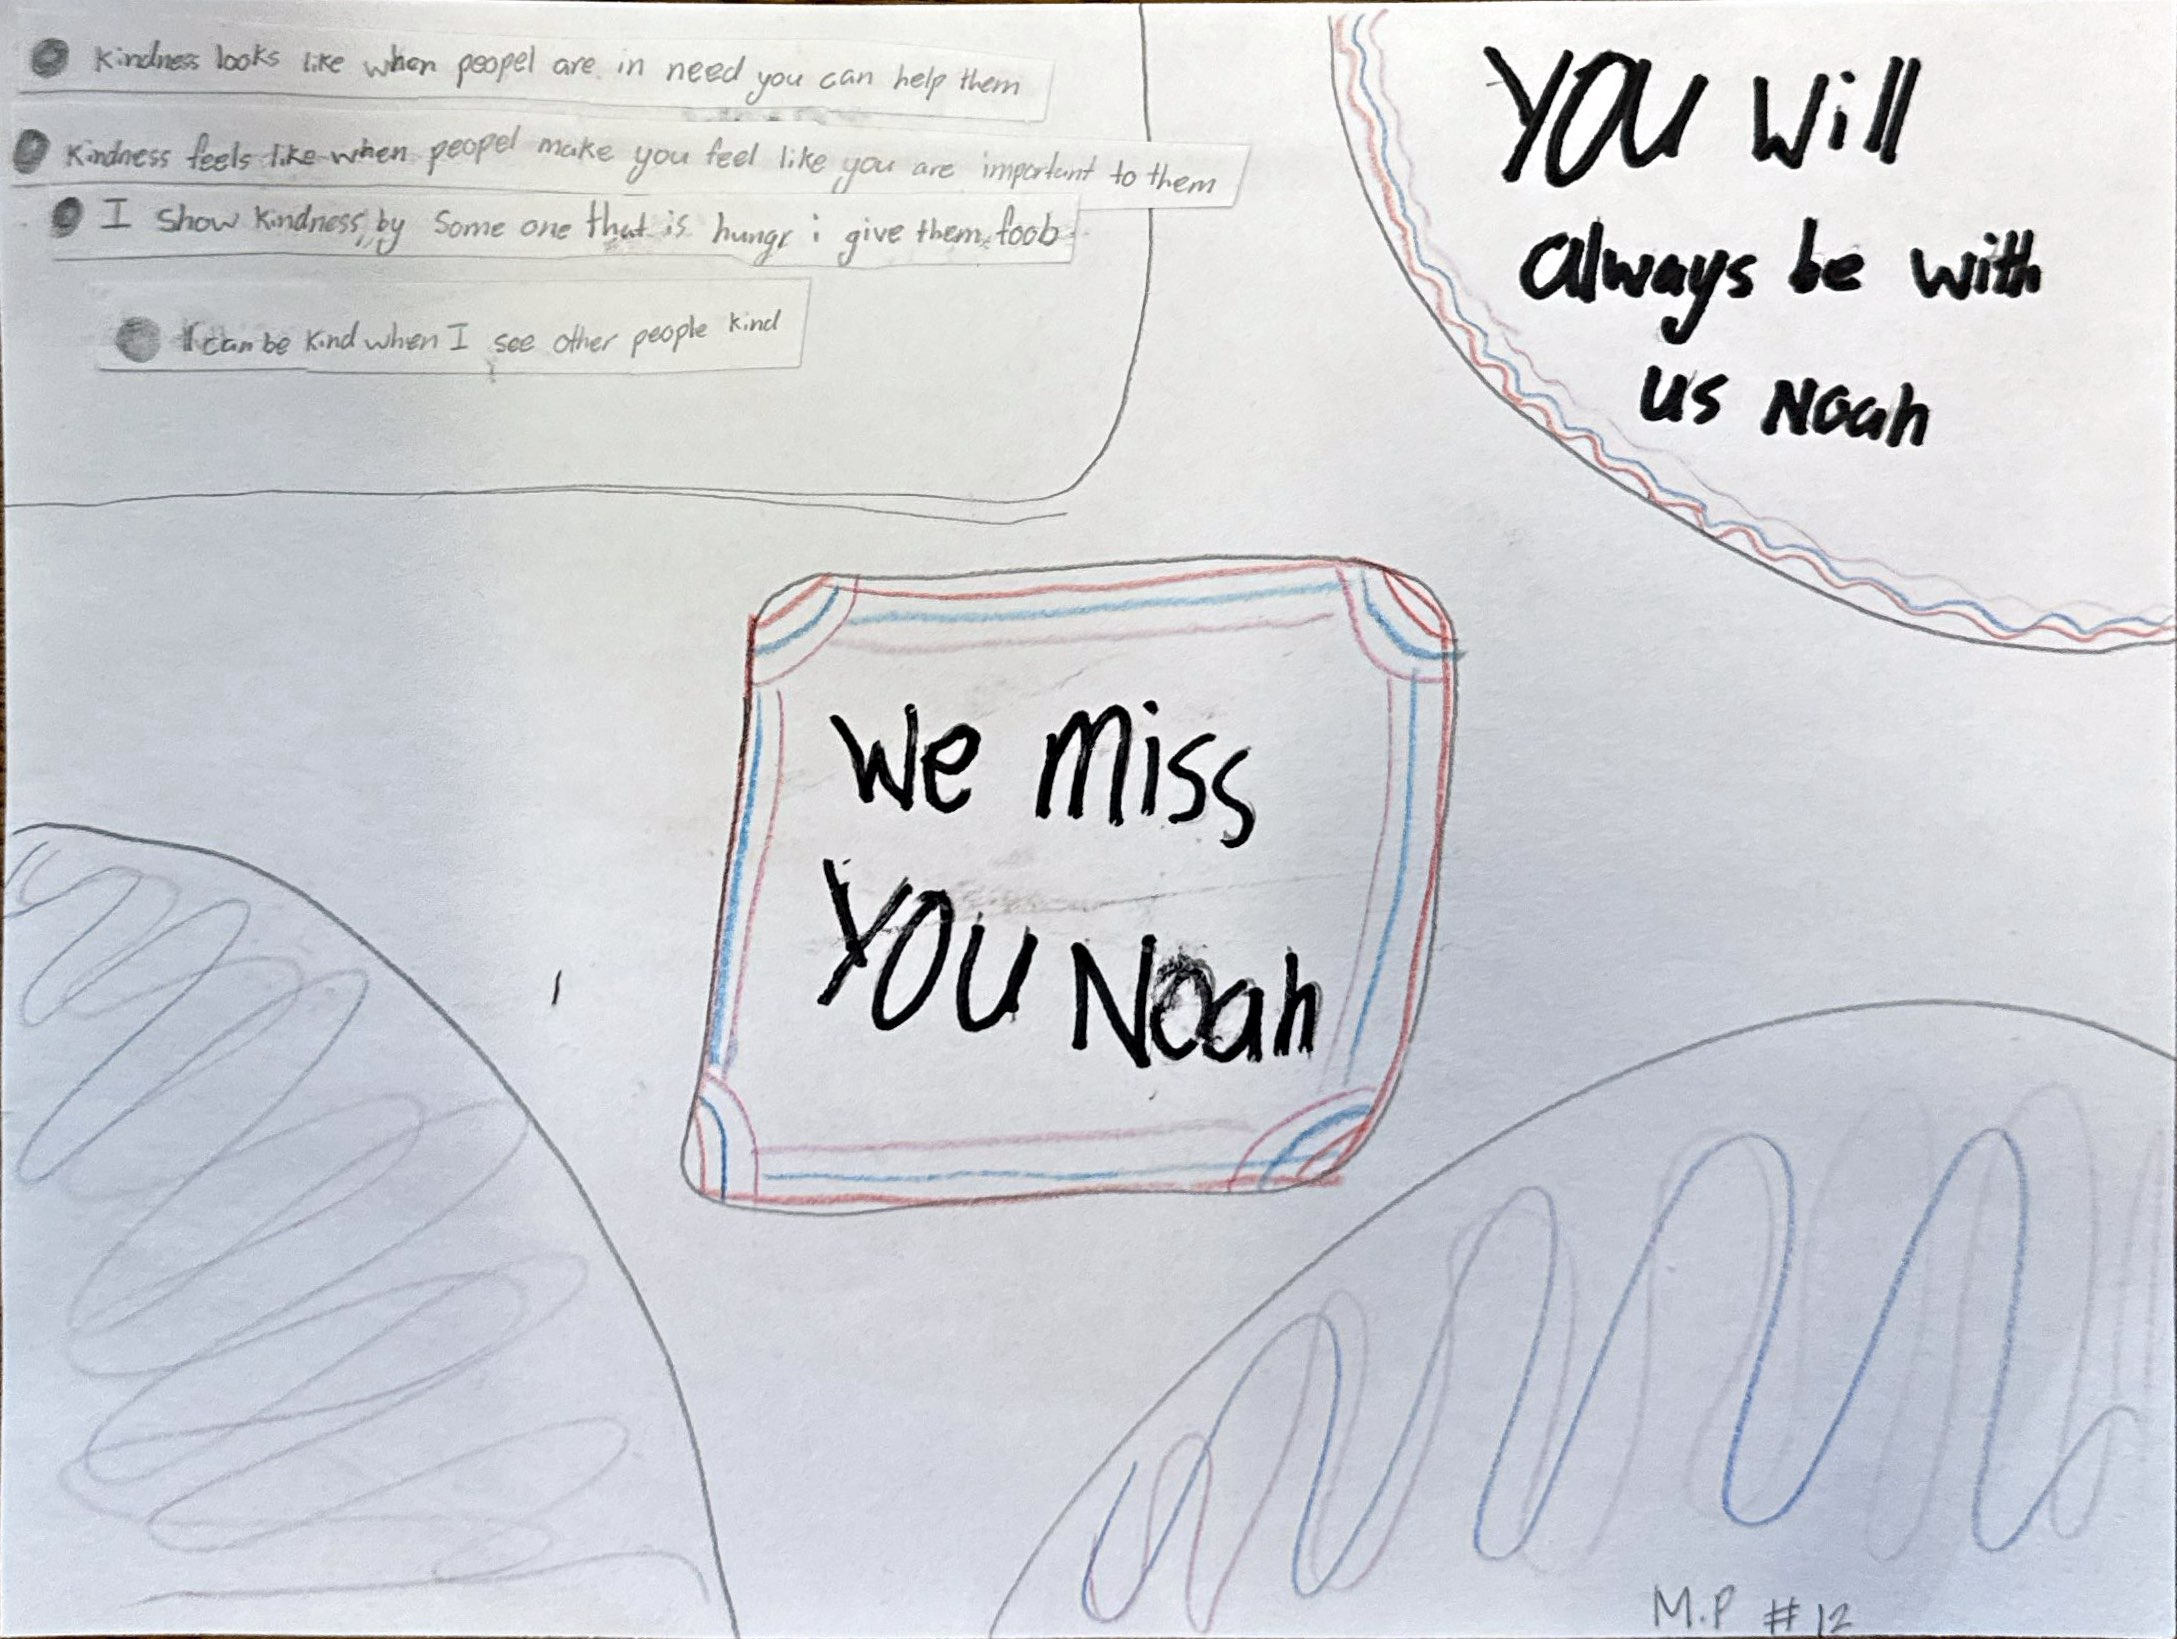 Kindness looks like when peopel are in need you can help them
Kindness feels like when peopel make you feel like you are important to them
I show kindness by some one that is hungr i give them foob
I can be kind when I see other people kind
YOU Will
always be with
us Noah
We miss
YOU Noah
M.P #12